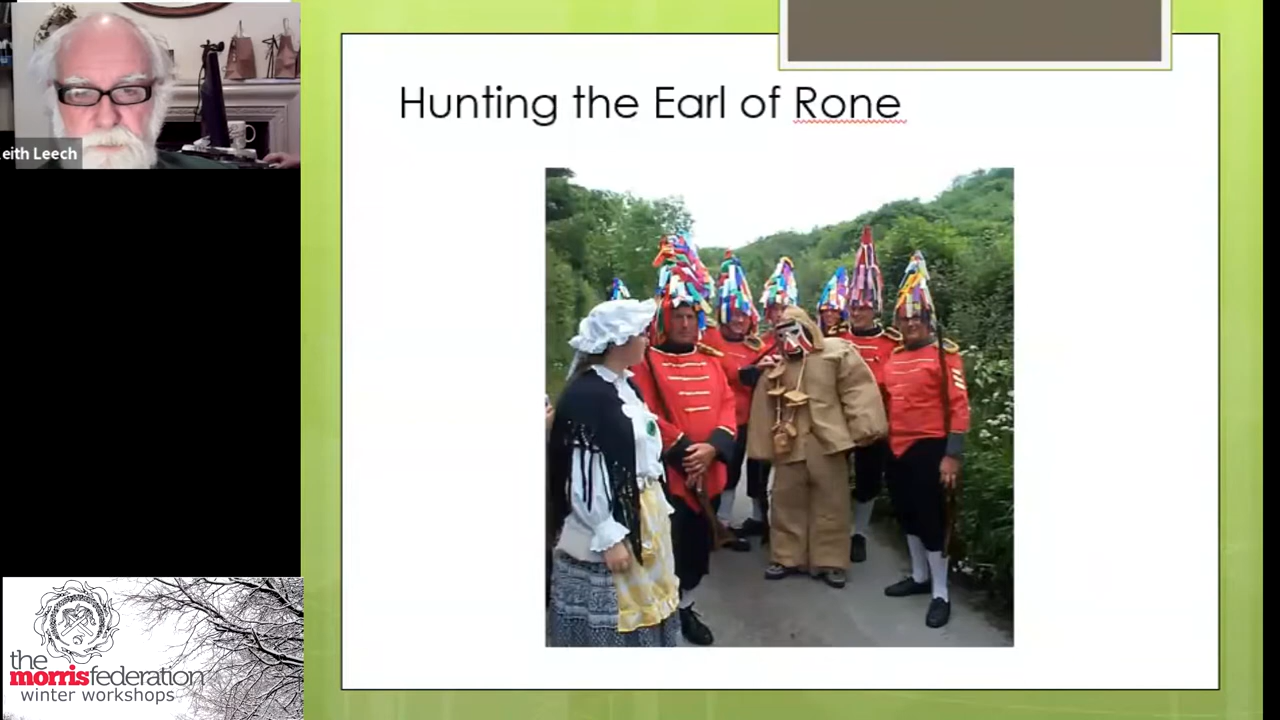 Hunting the Earl of Rone
eith Leech
the
morrisfederation
winter workshops